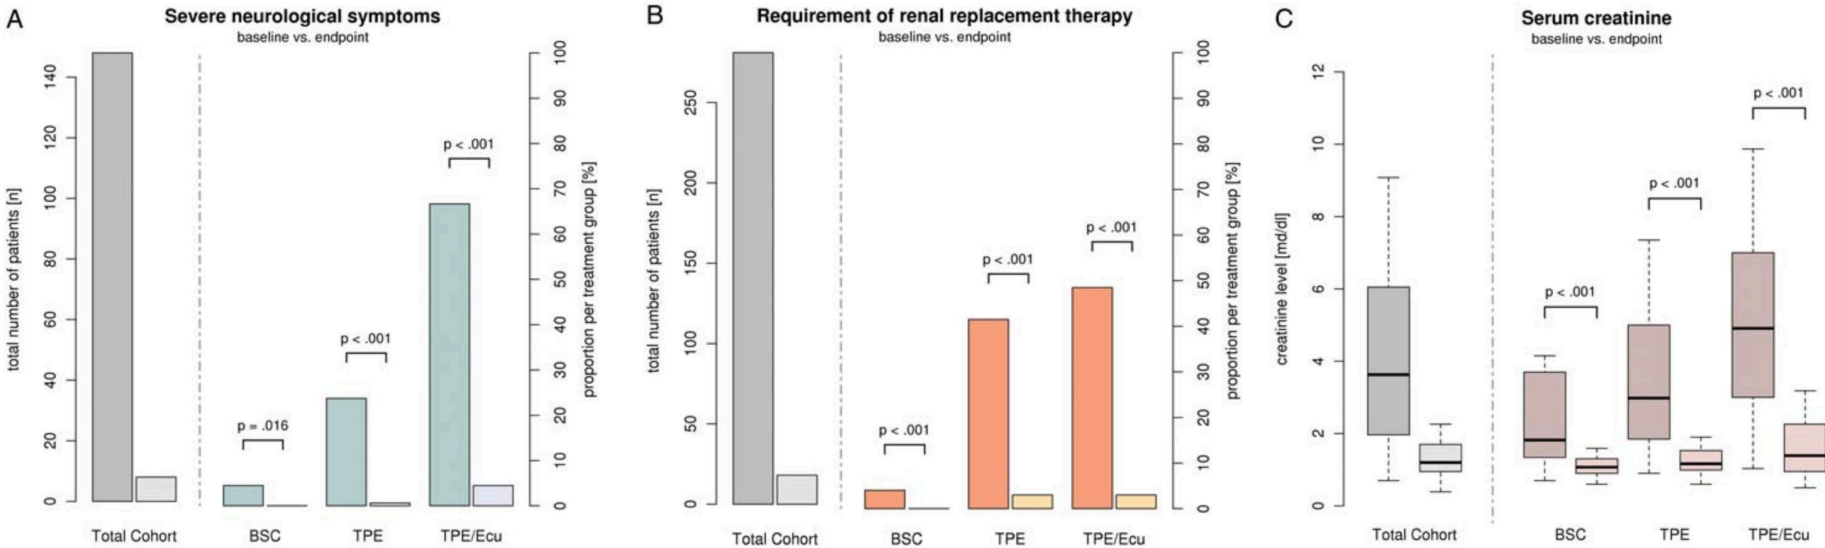 A
Severe neurological symptoms
baseline vs. endpoint
total number of patients [n]
0
20
40
60
80
100
120
140
p = .016
p < .001
p < .001
0
10
20
30
40
50
60
70
80
90
100
proportion per treatment group [%]
Total Cohort
BSC
TPE
TPE/Ecu
B
Requirement of renal replacement therapy
baseline vs. endpoint
total number of patients [n]
0
50
100
150
200
250
p < .001
p < .001
p < .001
0
10
20
30
40
50
60
70
80
90
100
proportion per treatment group [%]
Total Cohort
BSC
TPE
TPE/Ecu
C
Serum creatinine
baseline vs. endpoint
creatinine level [md/dl]
0
2
4
6
8
10
12
p < .001
p < .001
p < .001
Total Cohort
BSC
TPE
TPE/Ecu